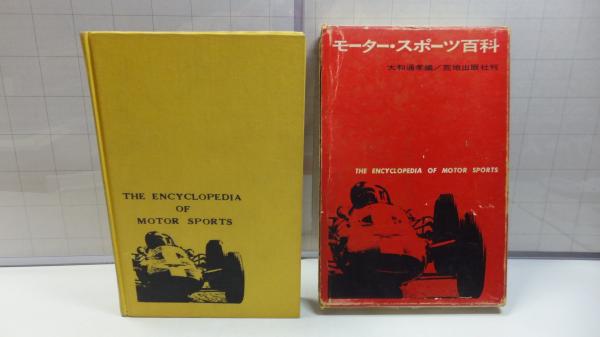 THE ENCYCLOPEDIA
OF
MOTOR SPORTS
モーター・スポーツ百科
大和通孝編/荒地出版社刊
THE ENCYCLOPEDIA OF MOTOR SPORTS